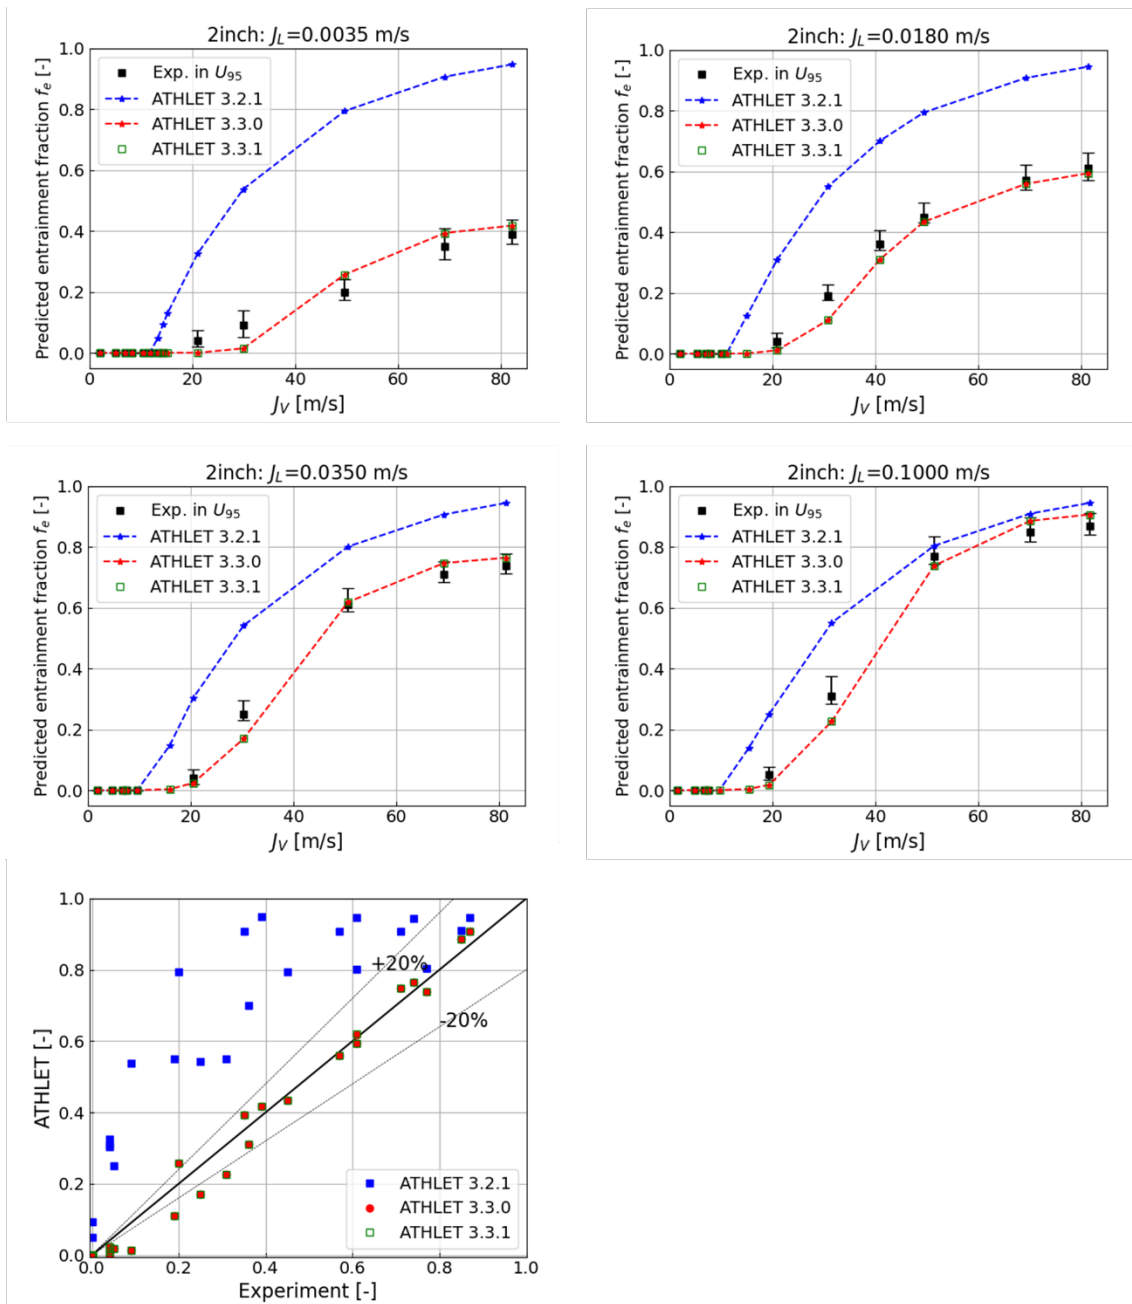 2inch: J_L=0.0035 m/s
Predicted entrainment fraction f_e [-]
1.0
0.8
0.6
0.4
0.2
0.0
Exp. in U_95
ATHLET 3.2.1
ATHLET 3.3.0
ATHLET 3.3.1
0 20 40 60 80
J_V [m/s]
2inch: J_L=0.0180 m/s
Predicted entrainment fraction f_e [-]
1.0
0.8
0.6
0.4
0.2
0.0
Exp. in U_95
ATHLET 3.2.1
ATHLET 3.3.0
ATHLET 3.3.1
0 20 40 60 80
J_V [m/s]
2inch: J_L=0.0350 m/s
Predicted entrainment fraction f_e [-]
1.0
0.8
0.6
0.4
0.2
0.0
Exp. in U_95
ATHLET 3.2.1
ATHLET 3.3.0
ATHLET 3.3.1
0 20 40 60 80
J_V [m/s]
2inch: J_L=0.1000 m/s
Predicted entrainment fraction f_e [-]
1.0
0.8
0.6
0.4
0.2
0.0
Exp. in U_95
ATHLET 3.2.1
ATHLET 3.3.0
ATHLET 3.3.1
0 20 40 60 80
J_V [m/s]
ATHLET [-]
1.0
0.8
0.6
0.4
0.2
0.0
+20%
-20%
ATHLET 3.2.1
ATHLET 3.3.0
ATHLET 3.3.1
0.0 0.2 0.4 0.6 0.8 1.0
Experiment [-]